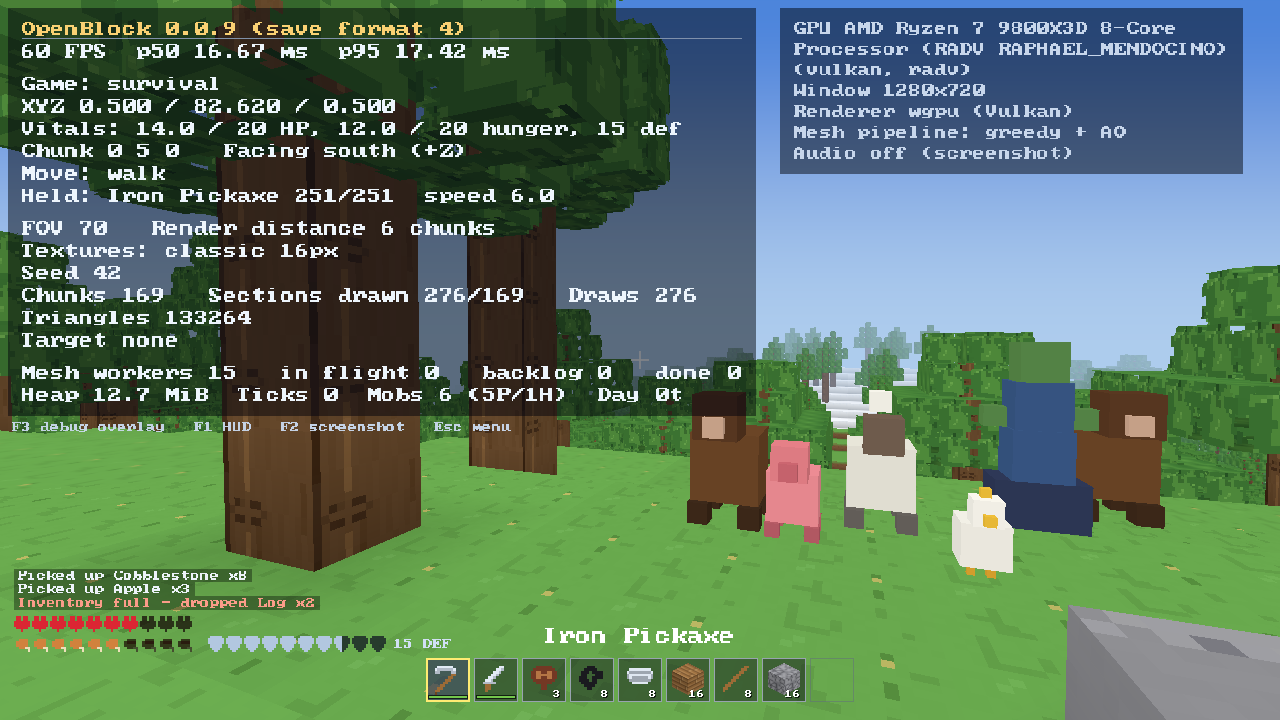 OpenBlock 0.0.9 (save format 4)
60 FPS  p50 16.67 ms  p95 17.42 ms
Game: survival
XYZ 0.500 / 82.620 / 0.500
Vitals: 14.0 / 20 HP, 12.0 / 20 hunger, 15 def
Chunk 0 5 0   Facing south (+Z)
Move: walk
Held: Iron Pickaxe 251/251  speed 6.0
FOV 70   Render distance 6 chunks
Textures: classic 16px
Seed 42
Chunks 169   Sections drawn 276/169   Draws 276
Triangles 133264
Target none
Mesh workers 15   in flight 0   backlog 0   done 0
Heap 12.7 MiB  Ticks 0  Mobs 6 (5P/1H)  Day 0t
F3 debug overlay   F1 HUD   F2 screenshot   Esc menu
GPU AMD Ryzen 7 9800X3D 8-Core
Processor (RADV RAPHAEL_MENDOCINO)
(vulkan, radv)
Window 1280x720
Renderer wgpu (Vulkan)
Mesh pipeline: greedy + AO
Audio off (screenshot)
Picked up Cobblestone x8
Picked up Apple x3
Inventory full - dropped Log x2
15 DEF
Iron Pickaxe
3 8 8 16 8 16